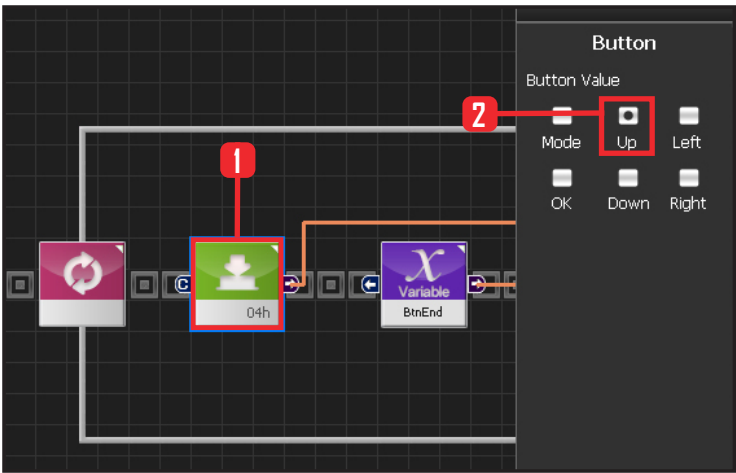 Button
Button Value
2
Mode Up Left
1
OK Down Right
C
X
Variable
04h
BtnEnd